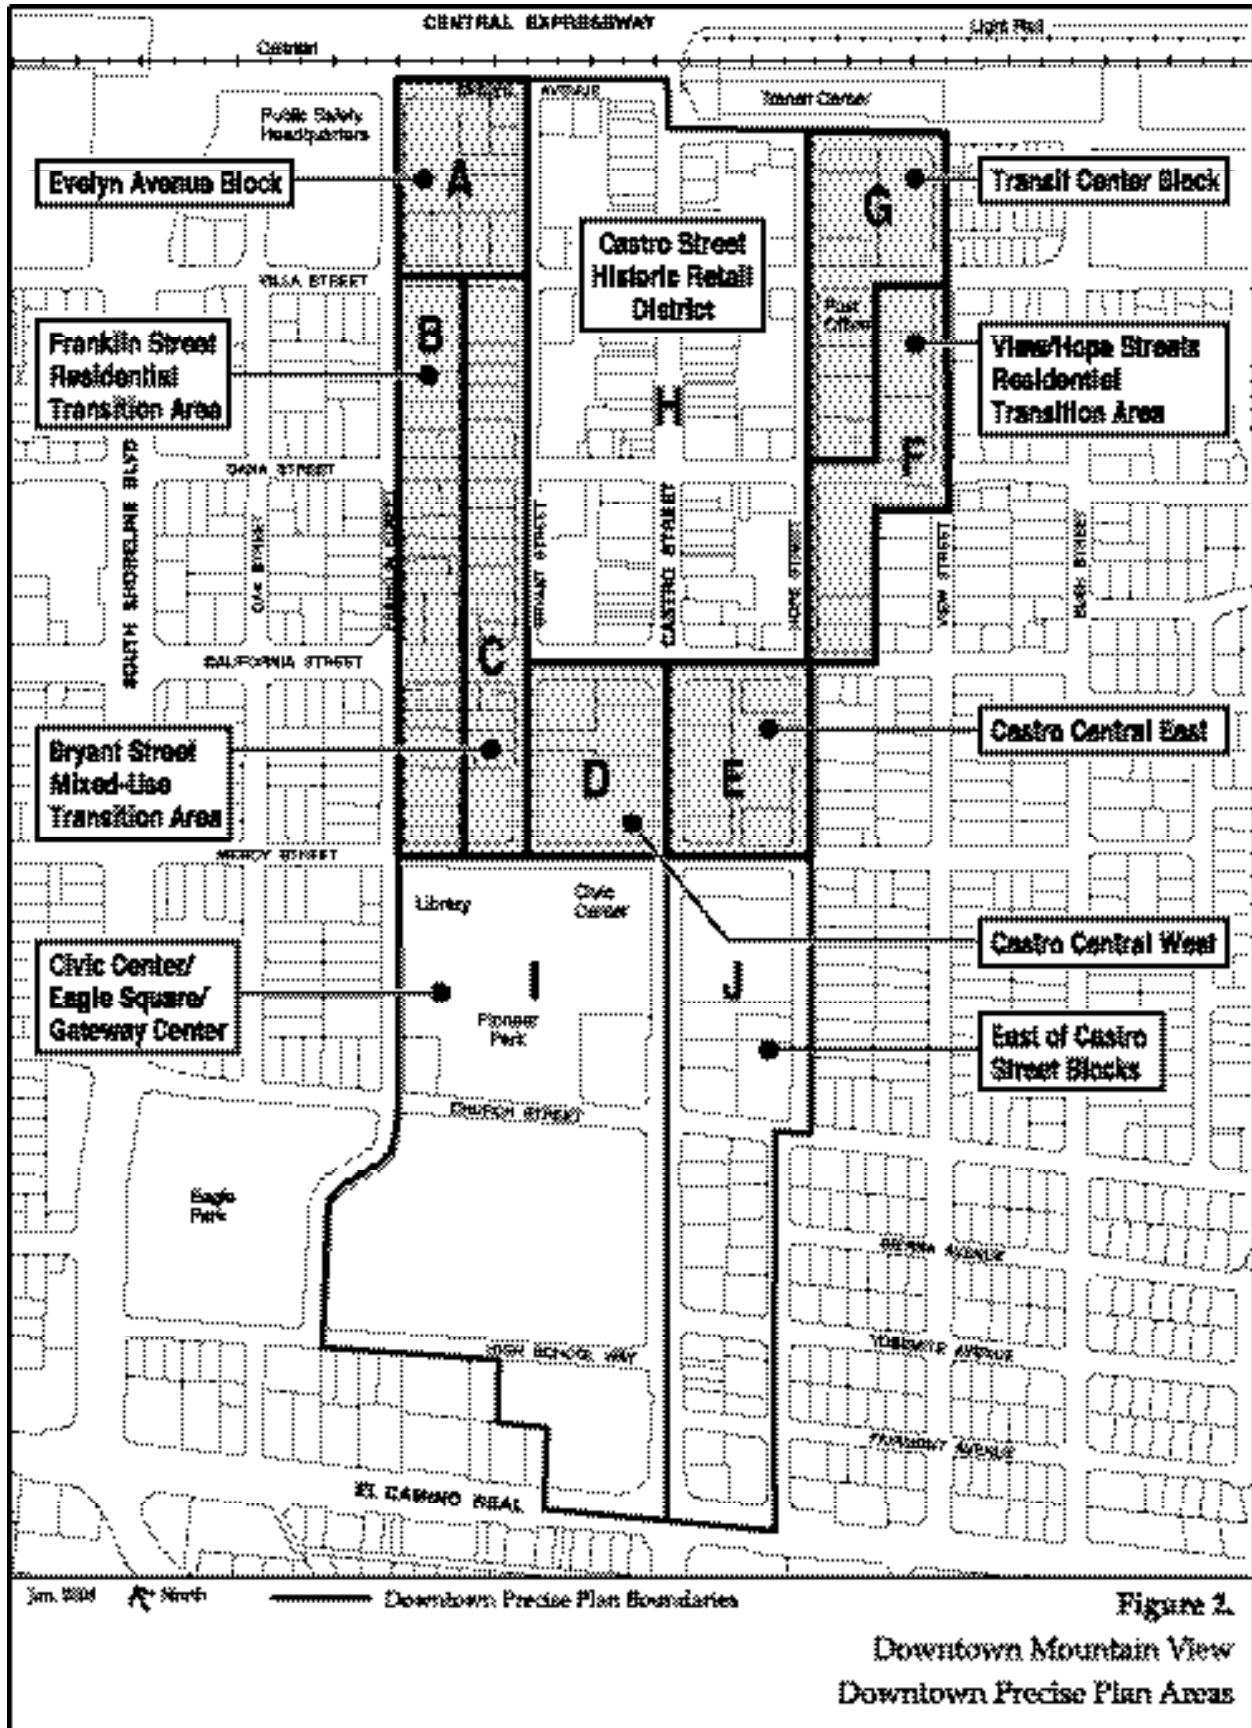 CENTRAL EXPRESSWAY
Light Rail
Caltrain
AVENUE
Transit Center
Public Safety
Headquarters
Evelyn Avenue Block
A
G
Transit Center Block
Castro Street
Historic Retail
District
VILLA STREET
Post
Office
Franklin Street
Residential
Transition Area
B
View/Hope Streets
Residential
Transition Area
H
F
DANA STREET
SOUTH SHORELINE BLVD
OAK STREET
FRANKLIN STREET
BRYANT STREET
CASTRO STREET
HOPE STREET
VIEW STREET
BUSH STREET
C
CALIFORNIA STREET
Bryant Street
Mixed-Use
Transition Area
D
E
Castro Central East
MERCY STREET
Library
Civic
Center
Castro Central West
Civic Center/
Eagle Square/
Gateway Center
I
J
Pioneer
Park
East of Castro
Street Blocks
CHURCH STREET
Eagle
Park
YOSEMITE AVENUE
HIGH SCHOOL WAY
FAIRMONT AVENUE
EL CAMINO REAL
North
Downtown Precise Plan Boundaries
Figure 2.
Downtown Mountain View
Downtown Precise Plan Areas